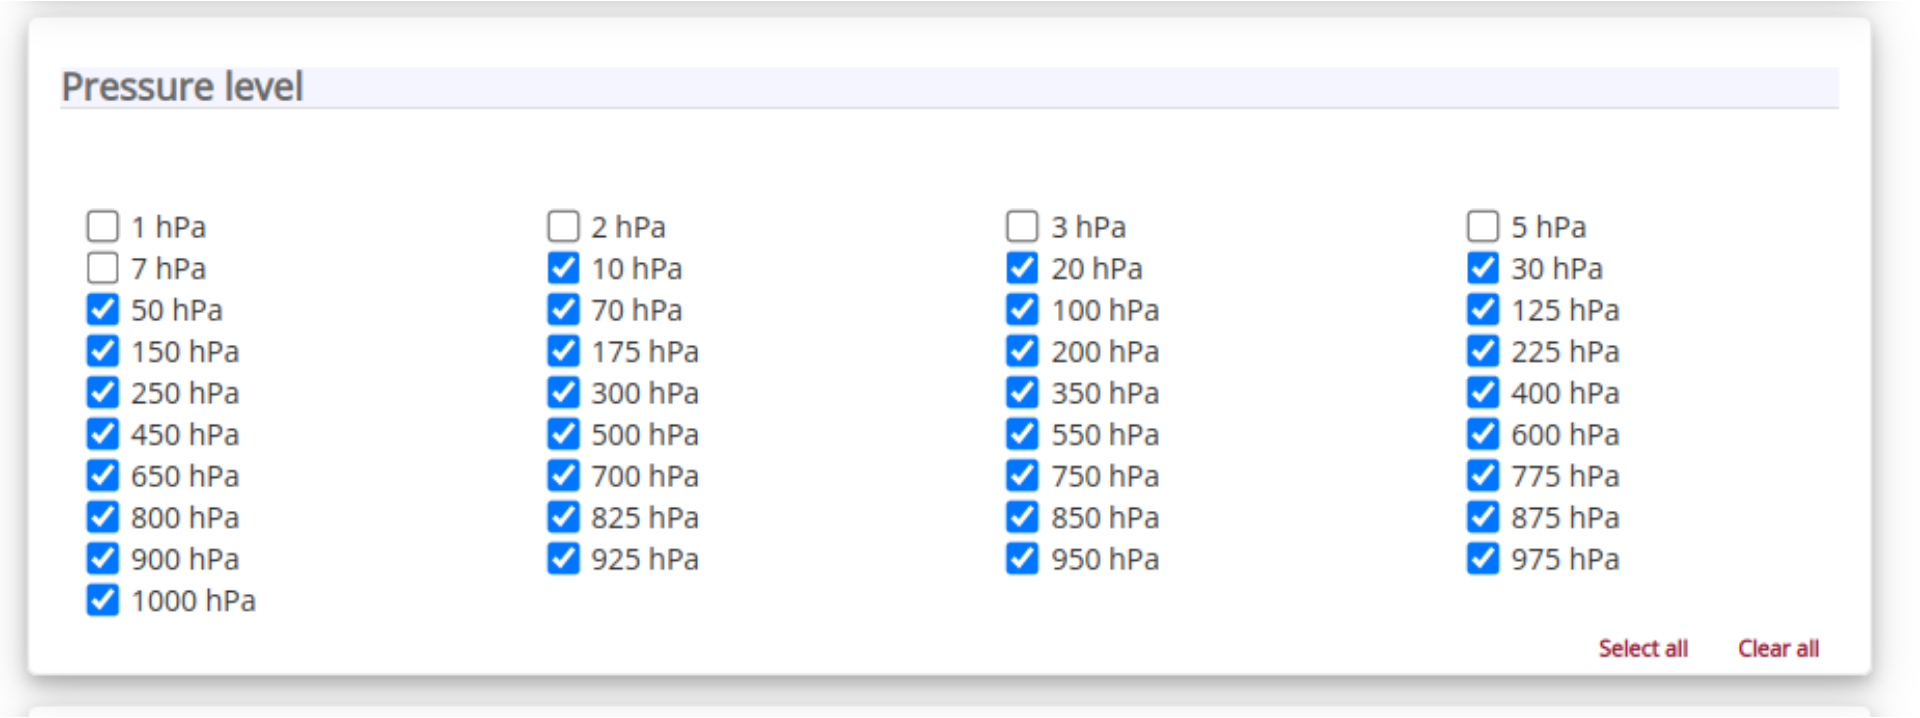 Pressure level
1 hPa 2 hPa 3 hPa 5 hPa
7 hPa 10 hPa 20 hPa 30 hPa
50 hPa 70 hPa 100 hPa 125 hPa
150 hPa 175 hPa 200 hPa 225 hPa
250 hPa 300 hPa 350 hPa 400 hPa
450 hPa 500 hPa 550 hPa 600 hPa
650 hPa 700 hPa 750 hPa 775 hPa
800 hPa 825 hPa 850 hPa 875 hPa
900 hPa 925 hPa 950 hPa 975 hPa
1000 hPa
Select all Clear all